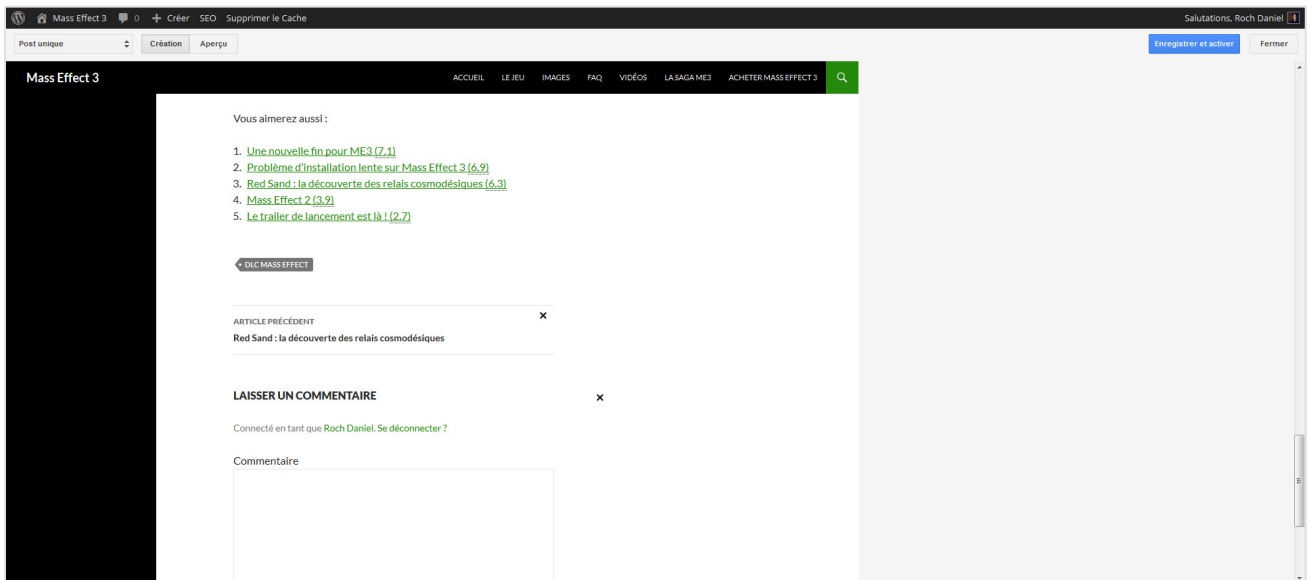 Mass Effect 3 0 Créer SEO Supprimer le Cache Salutations, Roch Daniel
Post unique Création Aperçu Enregistrer et activer Fermer
Mass Effect 3 ACCUEIL LE JEU IMAGES FAQ VIDÉOS LA SAGA ME3 ACHETER MASS EFFECT 3
Vous aimerez aussi :
1. Une nouvelle fin pour ME3 (7.1)
2. Problème d'installation lente sur Mass Effect 3 (6.9)
3. Red Sand : la découverte des relais cosmodésiques (6.3)
4. Mass Effect 2 (3.9)
5. Le trailer de lancement est là ! (2.7)
DLC MASS EFFECT
ARTICLE PRÉCÉDENT
Red Sand : la découverte des relais cosmodésiques
LAISSER UN COMMENTAIRE
Connecté en tant que Roch Daniel. Se déconnecter ?
Commentaire